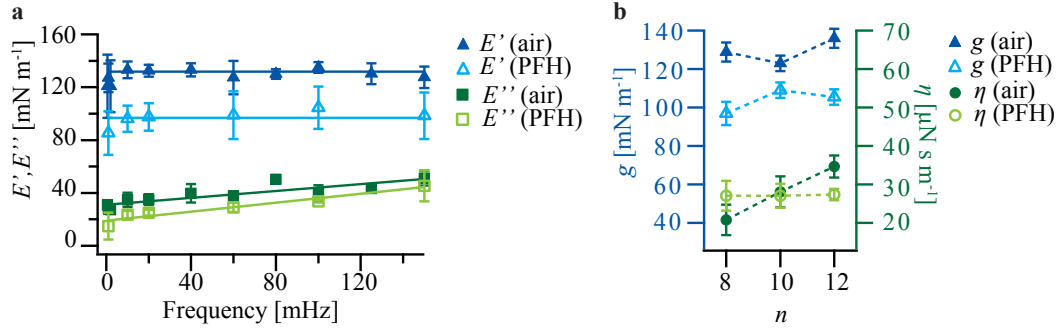 a
E',E'' [mN m-1]
160
120
80
40
0
0
40
80
120
Frequency [mHz]
E' (air)
E' (PFH)
E'' (air)
E'' (PFH)
b
g [mN m-1]
140
120
100
80
60
40
8
10
12
n
70
60
50
40
30
20
η [μN s m-1]
g (air)
g (PFH)
η (air)
η (PFH)